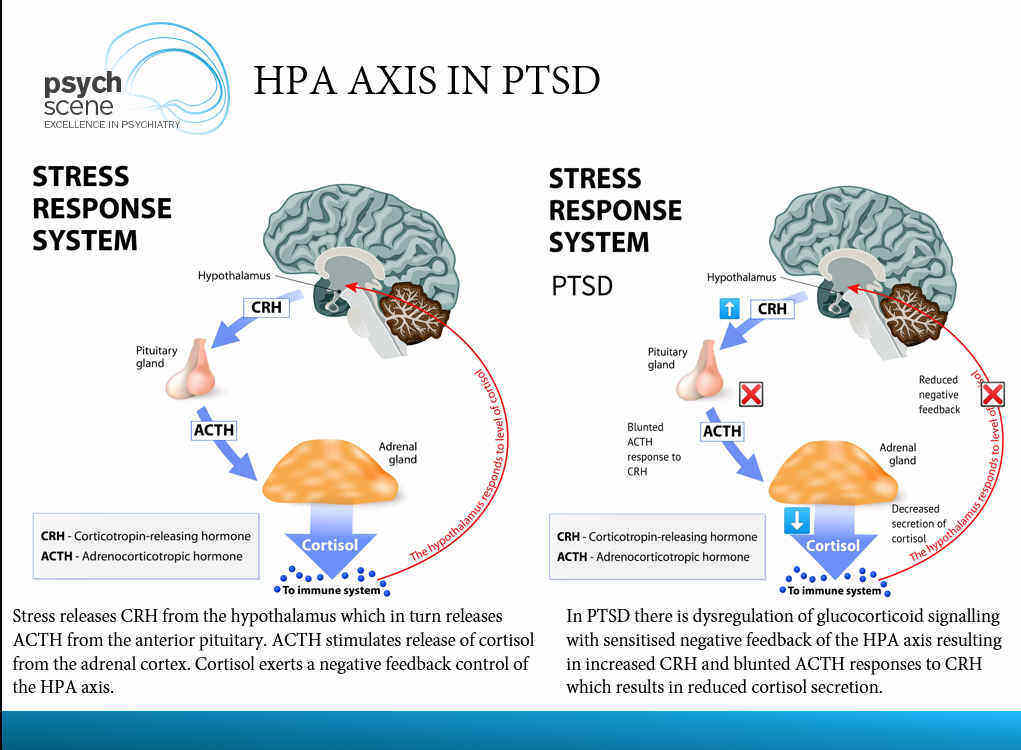 psych
scene
EXCELLENCE IN PSYCHIATRY
HPA AXIS IN PTSD
STRESS
RESPONSE
SYSTEM
Hypothalamus
CRH
Pituitary
gland
ACTH
Adrenal
gland
The hypothalamus responds to level of cortisol
CRH - Corticotropin-releasing hormone
ACTH - Adrenocorticotropic hormone
Cortisol
To immune system
Stress releases CRH from the hypothalamus which in turn releases
ACTH from the anterior pituitary. ACTH stimulates release of cortisol
from the adrenal cortex. Cortisol exerts a negative feedback control of
the HPA axis.
STRESS
RESPONSE
SYSTEM
PTSD
Hypothalamus
CRH
Pituitary
gland
Reduced
negative
feedback
Blunted
ACTH
response to
CRH
ACTH
Adrenal
gland
Decreased
secretion of
cortisol
The hypothalamus responds to level of
CRH - Corticotropin-releasing hormone
ACTH - Adrenocorticotropic hormone
Cortisol
To immune system
In PTSD there is dysregulation of glucocorticoid signalling
with sensitised negative feedback of the HPA axis resulting
in increased CRH and blunted ACTH responses to CRH
which results in reduced cortisol secretion.